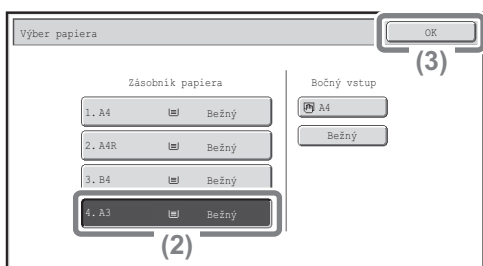 Výber papiera
OK
(3)
Zásobník papiera
Bočný vstup
1. A4 Bežný
A4
2. A4R Bežný
Bežný
3. B4 Bežný
4. A3 Bežný
(2)